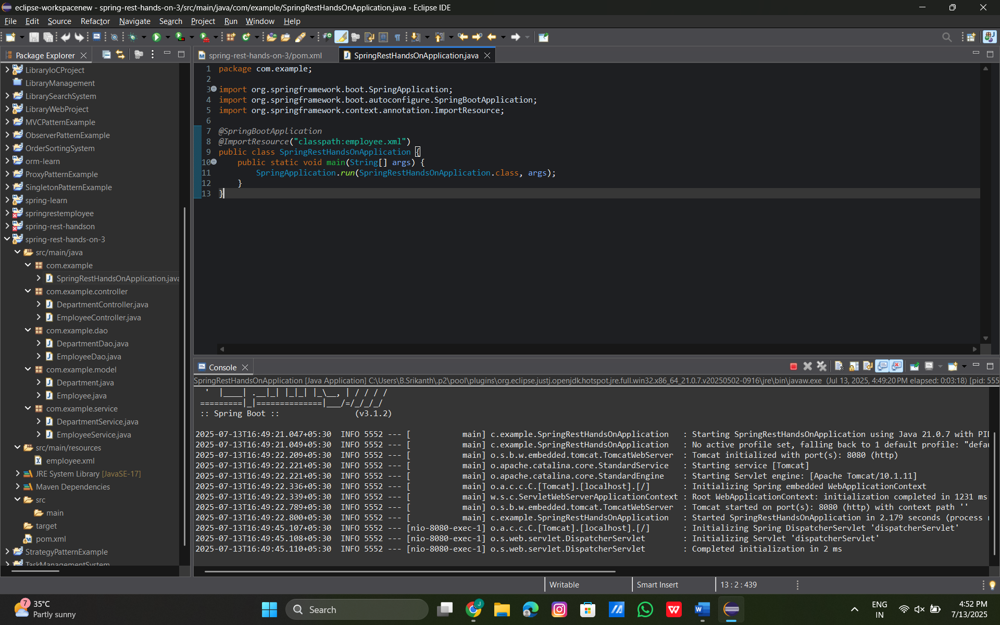 eclipse-workspacenew - spring-rest-hands-on-3/src/main/java/com/example/SpringRestHandsOnApplication.java - Eclipse IDE
File Edit Source Refactor Navigate Search Project Run Window Help
Package Explorer
LibraryIoCProject
LibraryManagement
LibrarySearchSystem
LibraryWebProject
MVCPatternExample
ObserverPatternExample
OrderSortingSystem
orm-learn
ProxyPatternExample
SingletonPatternExample
spring-learn
springrestemployee
spring-rest-handson
spring-rest-hands-on-3
src/main/java
com.example
SpringRestHandsOnApplication.java
com.example.controller
DepartmentController.java
EmployeeController.java
com.example.dao
DepartmentDao.java
EmployeeDao.java
com.example.model
Department.java
Employee.java
com.example.service
DepartmentService.java
EmployeeService.java
src/main/resources
employee.xml
JRE System Library [JavaSE-17]
Maven Dependencies
src
main
target
pom.xml
StrategyPatternExample
TaskManagementSystem
spring-rest-hands-on-3/pom.xml
SpringRestHandsOnApplication.java
1 package com.example;
2
3 import org.springframework.boot.SpringApplication;
4 import org.springframework.boot.autoconfigure.SpringBootApplication;
5 import org.springframework.context.annotation.ImportResource;
6
7 @SpringBootApplication
8 @ImportResource("classpath:employee.xml")
9 public class SpringRestHandsOnApplication {
10 public static void main(String[] args) {
11 SpringApplication.run(SpringRestHandsOnApplication.class, args);
12 }
13 }
Console
SpringRestHandsOnApplication [Java Application] C:\Users\B.Srikanth\.p2\pool\plugins\org.eclipse.justj.openjdk.hotspot.jre.full.win32.x86_64_21.0.7.v20250502-0916\jre\bin\javaw.exe (Jul 13, 2025, 4:49:20 PM elapsed: 0:03:18) [pid: 555
' |____| .__|_| |_|_| |_\__, | / / / /
=========|_|==============|___/=/_/_/_/
:: Spring Boot :: (v3.1.2)
2025-07-13T16:49:21.047+05:30 INFO 5552 --- [ main] c.example.SpringRestHandsOnApplication : Starting SpringRestHandsOnApplication using Java 21.0.7 with PID
2025-07-13T16:49:21.049+05:30 INFO 5552 --- [ main] c.example.SpringRestHandsOnApplication : No active profile set, falling back to 1 default profile: "defau
2025-07-13T16:49:22.209+05:30 INFO 5552 --- [ main] o.s.b.w.embedded.tomcat.TomcatWebServer : Tomcat initialized with port(s): 8080 (http)
2025-07-13T16:49:22.221+05:30 INFO 5552 --- [ main] o.apache.catalina.core.StandardService : Starting service [Tomcat]
2025-07-13T16:49:22.221+05:30 INFO 5552 --- [ main] o.apache.catalina.core.StandardEngine : Starting Servlet engine: [Apache Tomcat/10.1.11]
2025-07-13T16:49:22.336+05:30 INFO 5552 --- [ main] o.a.c.c.C.[Tomcat].[localhost].[/] : Initializing Spring embedded WebApplicationContext
2025-07-13T16:49:22.339+05:30 INFO 5552 --- [ main] w.s.c.ServletWebServerApplicationContext : Root WebApplicationContext: initialization completed in 1231 ms
2025-07-13T16:49:22.789+05:30 INFO 5552 --- [ main] o.s.b.w.embedded.tomcat.TomcatWebServer : Tomcat started on port(s): 8080 (http) with context path ''
2025-07-13T16:49:22.800+05:30 INFO 5552 --- [ main] c.example.SpringRestHandsOnApplication : Started SpringRestHandsOnApplication in 2.179 seconds (process
2025-07-13T16:49:45.107+05:30 INFO 5552 --- [nio-8080-exec-1] o.a.c.c.C.[Tomcat].[localhost].[/] : Initializing Spring DispatcherServlet 'dispatcherServlet'
2025-07-13T16:49:45.108+05:30 INFO 5552 --- [nio-8080-exec-1] o.s.web.servlet.DispatcherServlet : Initializing Servlet 'dispatcherServlet'
2025-07-13T16:49:45.110+05:30 INFO 5552 --- [nio-8080-exec-1] o.s.web.servlet.DispatcherServlet : Completed initialization in 2 ms
Writable Smart Insert 13 : 2 : 439
7 35°C
Partly sunny
Search
ENG
IN
4:52 PM
7/13/2025